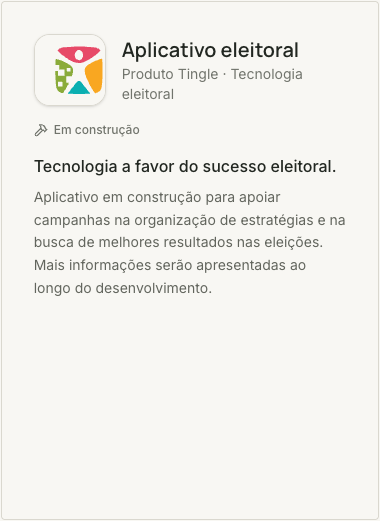 Aplicativo eleitoral
Produto Tingle · Tecnologia
eleitoral
Em construção
Tecnologia a favor do sucesso eleitoral.
Aplicativo em construção para apoiar
campanhas na organização de estratégias e na
busca de melhores resultados nas eleições.
Mais informações serão apresentadas ao
longo do desenvolvimento.